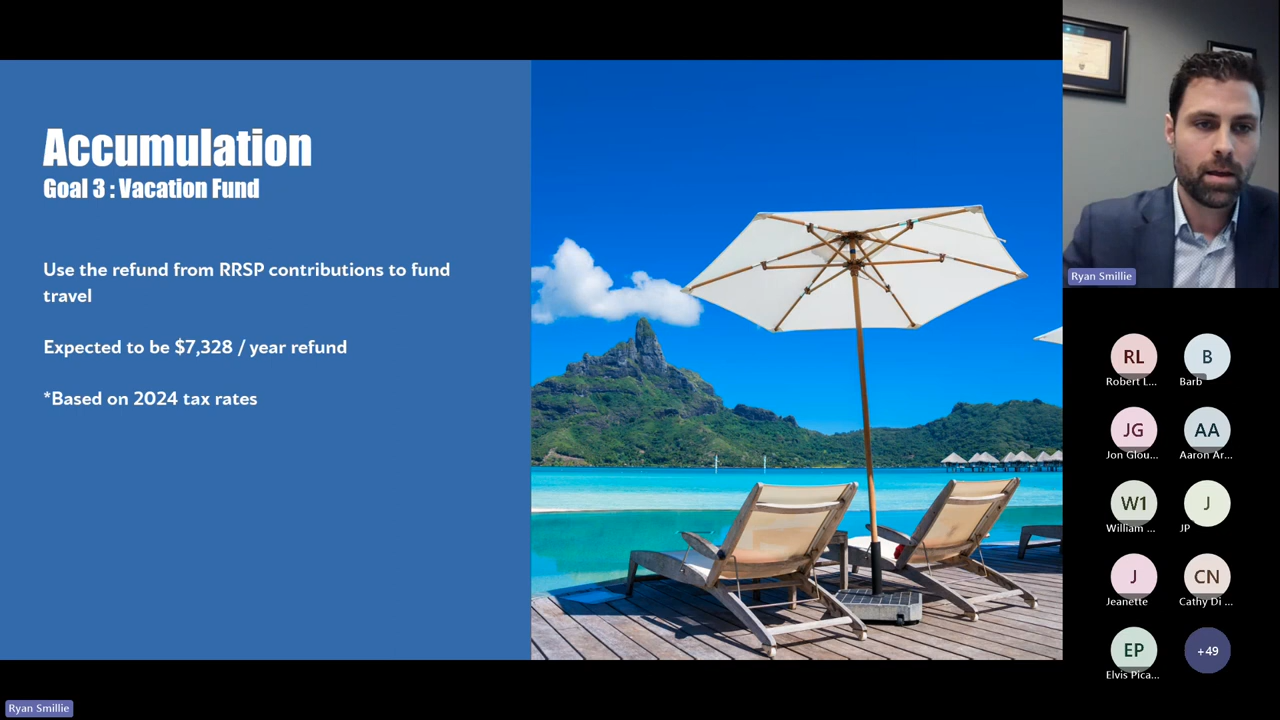 Accumulation
Goal 3 : Vacation Fund
Use the refund from RRSP contributions to fund
travel
Expected to be $7,328 / year refund
*Based on 2024 tax rates
Ryan Smillie
RL
Robert L...
B
Barb
JG
Jon Glou...
AA
Aaron Ar...
W1
William ...
J
JP
J
Jeanette
CN
Cathy Di ...
EP
Elvis Pica...
+49
Ryan Smillie